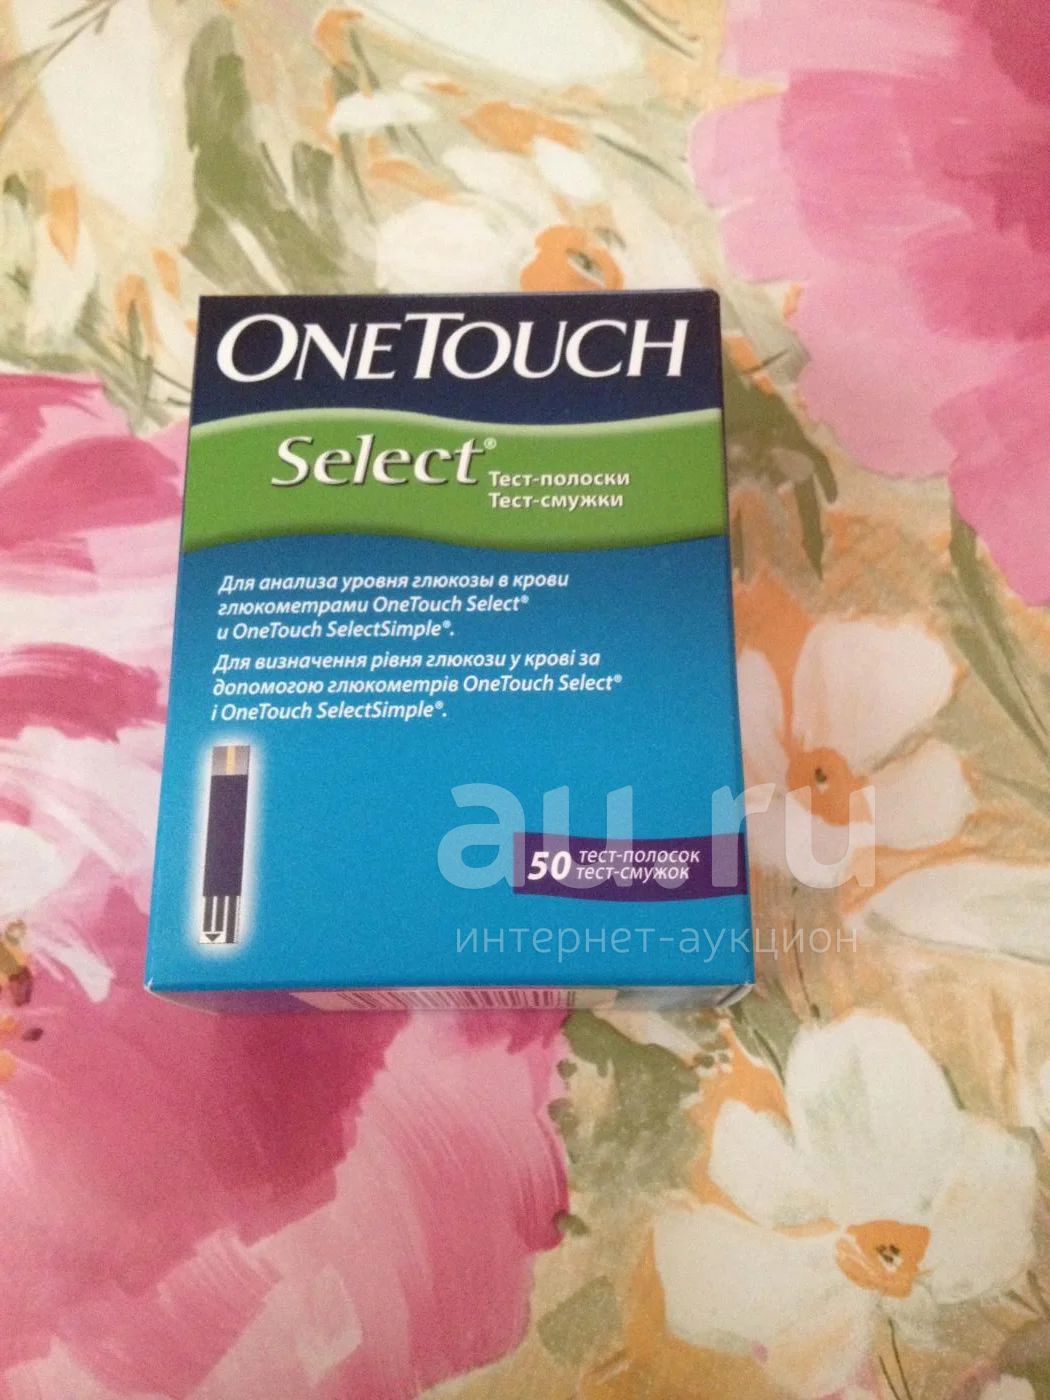 ONETOUCH
Select®
Тест-полоски
Тест-смужки
Для анализа уровня глюкозы в крови
глюкометрами OneTouch Select®
и OneTouch SelectSimple®.
Для визначення рівня глюкози у крові за
допомогою глюкометрів OneTouch Select®
і OneTouch SelectSimple®.
50 тест-полосок
тест-смужок
au.ru
интернет-аукцион